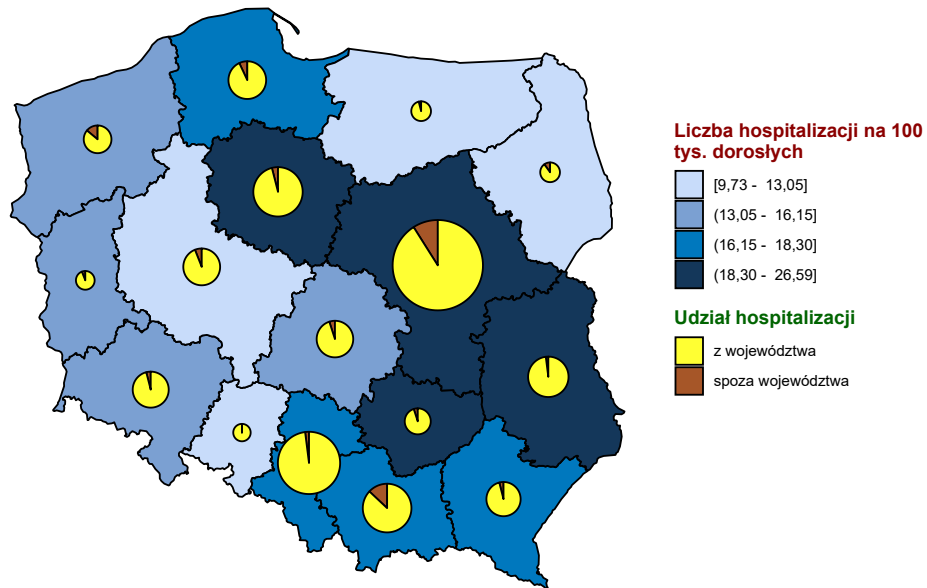 Liczba hospitalizacji na 100
tys. dorosłych
[9,73 - 13,05]
(13,05 - 16,15]
(16,15 - 18,30]
(18,30 - 26,59]
Udział hospitalizacji
z województwa
spoza województwa